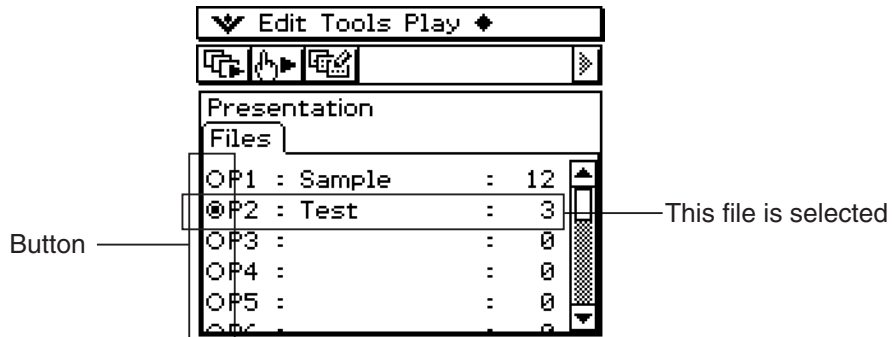 Edit Tools Play
Presentation
Files
P1 : Sample : 12
P2 : Test : 3
This file is selected
Button
P3 : : 0
P4 : : 0
P5 : : 0